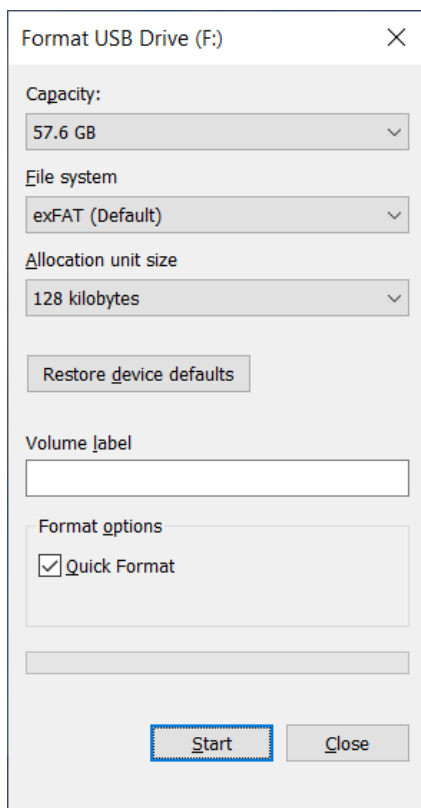 Format USB Drive (F:)
Capacity:
57.6 GB
File system
exFAT (Default)
Allocation unit size
128 kilobytes
Restore device defaults
Volume label
Format options
Quick Format
Start
Close